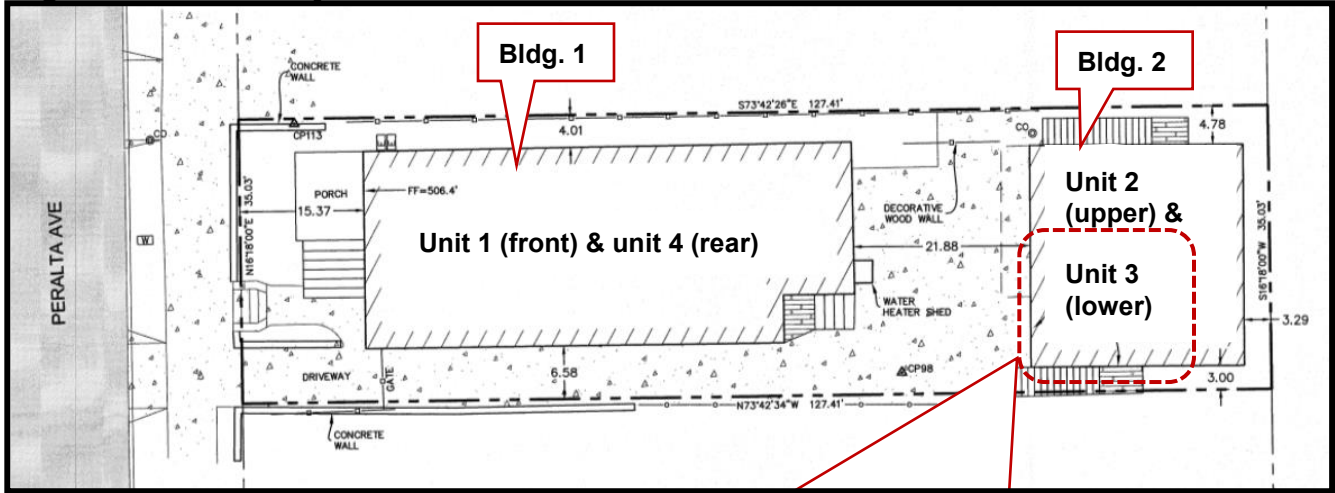 Bldg. 1
Bldg. 2
CONCRETE
WALL
CP113
CO
S73°42'26"E 127.41'
4.01
CO
4.78
PERALTA AVE
W
N16°18'00"E 35.03'
PORCH
15.37
FF=506.4'
Unit 1 (front) & unit 4 (rear)
DECORATIVE
WOOD WALL
21.88
WATER
HEATER SHED
Unit 2
(upper) &
Unit 3
(lower)
S16°18'00"W 35.03'
3.29
DRIVEWAY
GATE
6.58
CP98
3.00
N73°42'34"W 127.41'
CONCRETE
WALL